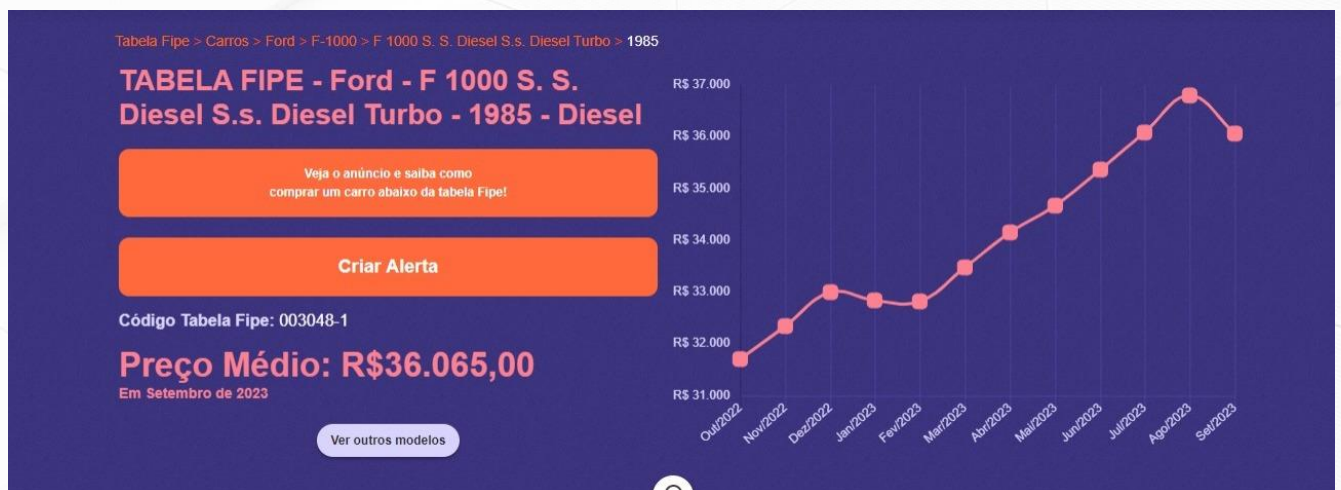 Tabela Fipe > Carros > Ford > F-1000 > F 1000 S. S. Diesel S.s. Diesel Turbo > 1985
TABELA FIPE - Ford - F 1000 S. S.
Diesel S.s. Diesel Turbo - 1985 - Diesel
Veja o anúncio e saiba como
comprar um carro abaixo da tabela Fipe!
Criar Alerta
Código Tabela Fipe: 003048-1
Preço Médio: R$36.065,00
Em Setembro de 2023
Ver outros modelos
R$ 37.000
R$ 36.000
R$ 35.000
R$ 34.000
R$ 33.000
R$ 32.000
R$ 31.000
Out/2022
Nov/2022
Dez/2022
Jan/2023
Fev/2023
Mar/2023
Abr/2023
Mai/2023
Jun/2023
Jul/2023
Ago/2023
Set/2023